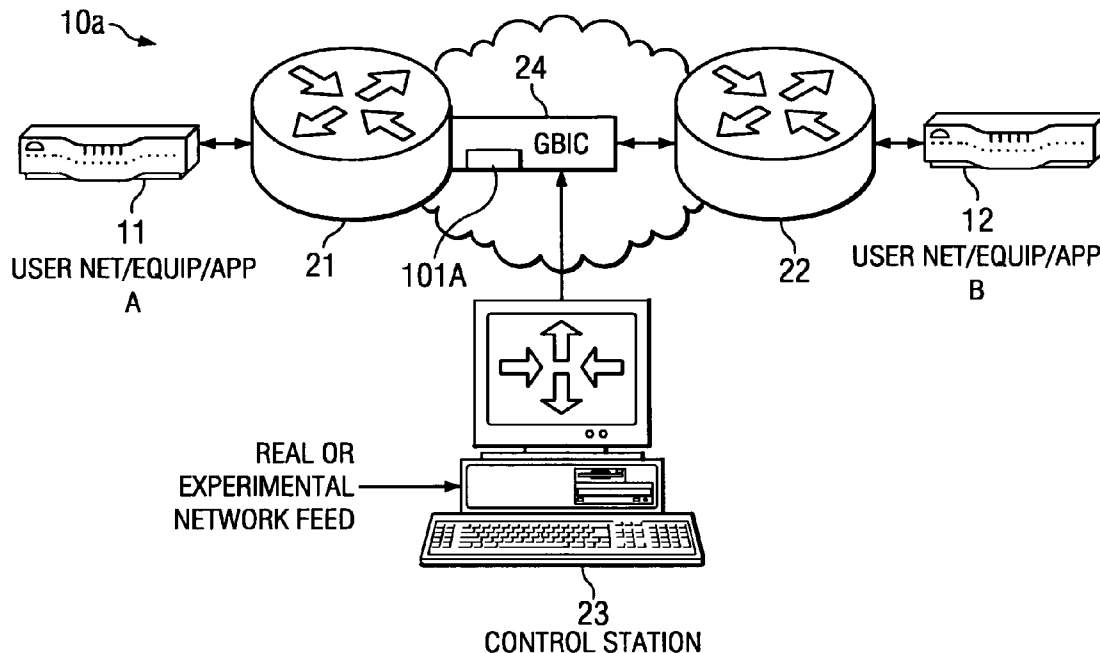 10a
24
GBIC
11
USER NET/EQUIP/APP
A
21
101A
22
12
USER NET/EQUIP/APP
B
REAL OR
EXPERIMENTAL
NETWORK FEED
23
CONTROL STATION